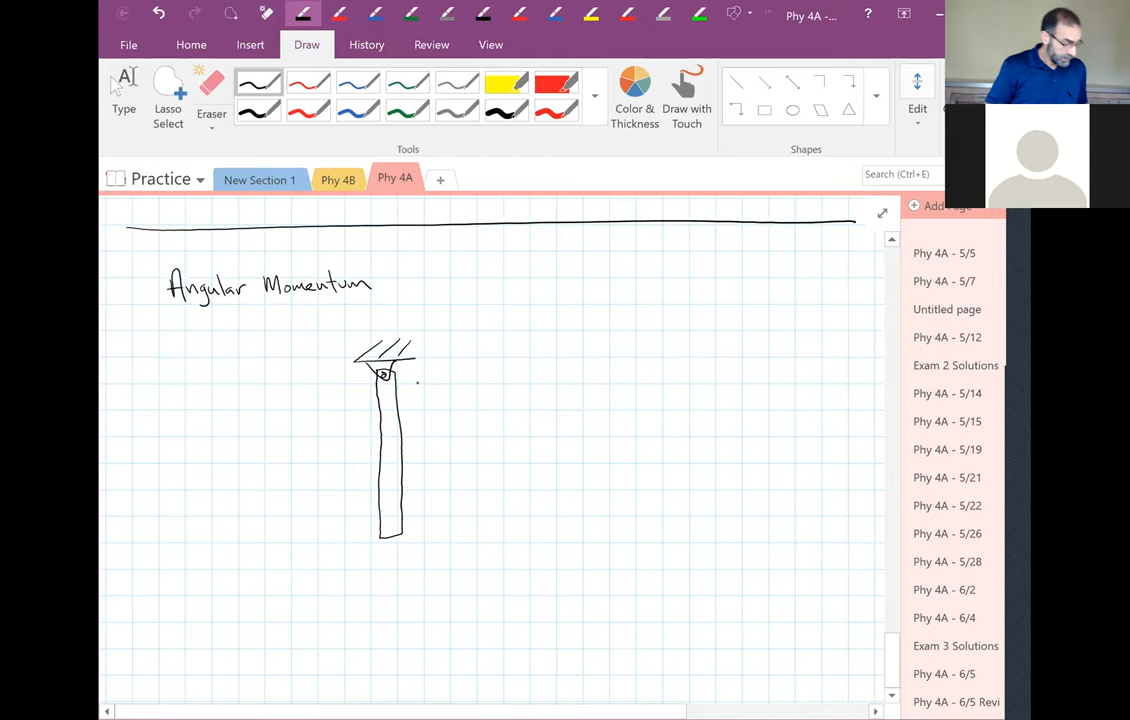 Phy 4A -...
?
File
Home
Insert
Draw
History
Review
View
Type
Lasso
Select
Eraser
Color &
Thickness
Draw with
Touch
Edit
Tools
Shapes
Practice
New Section 1
Phy 4B
Phy 4A
Search (Ctrl+E)
Add Page
Angular Momentum
Phy 4A - 5/5
Phy 4A - 5/7
Untitled page
Phy 4A - 5/12
Exam 2 Solutions
Phy 4A - 5/14
Phy 4A - 5/15
Phy 4A - 5/19
Phy 4A - 5/21
Phy 4A - 5/22
Phy 4A - 5/26
Phy 4A - 5/28
Phy 4A - 6/2
Phy 4A - 6/4
Exam 3 Solutions
Phy 4A - 6/5
Phy 4A - 6/5 Revi